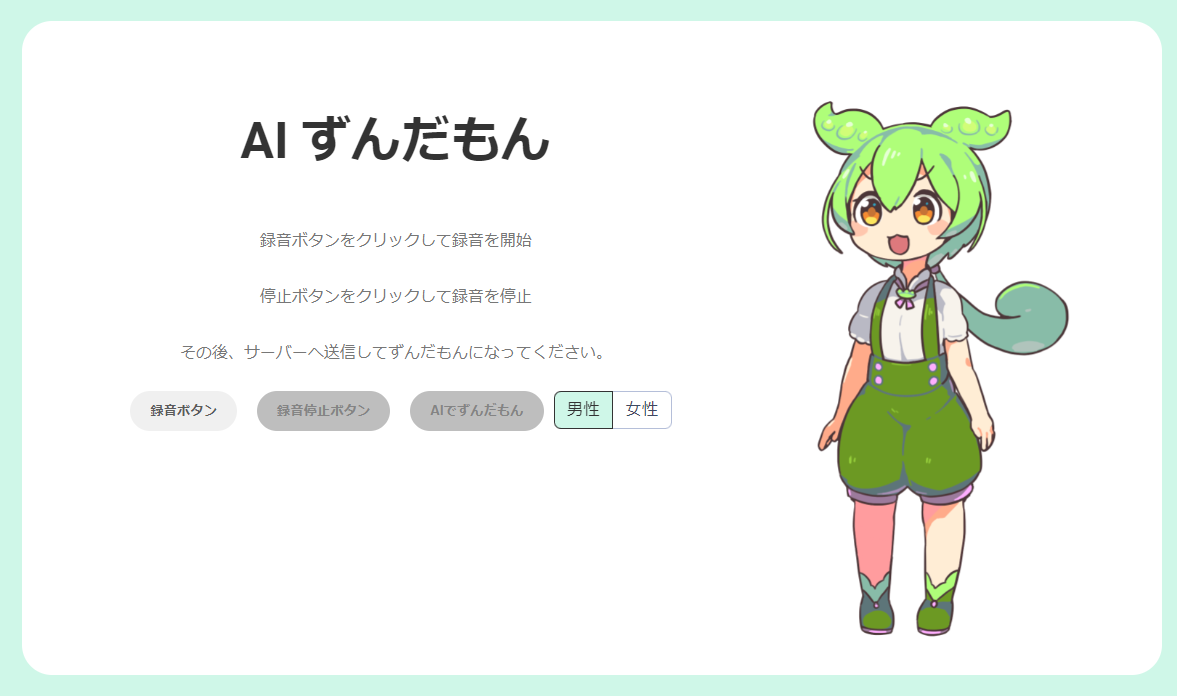 AI ずんだもん
録音ボタンをクリックして録音を開始
停止ボタンをクリックして録音を停止
その後、サーバーへ送信してずんだもんになってください。
録音ボタン 録音停止ボタン AIでずんだもん 男性 女性